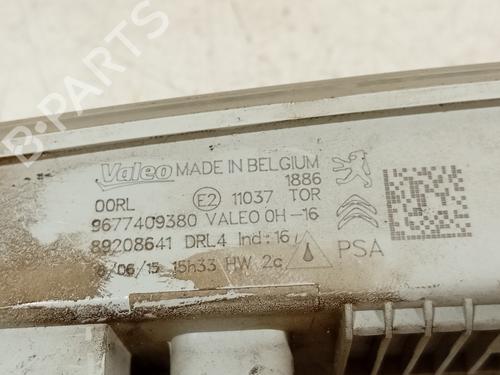 B-PARTS
Valeo MADE IN BELGIUM
1886
00RL E2 11037 TOR
9677409380 VALEO 0H-16
89208641 DRL4 Ind:16
/06/15 15h33 HW 2c
PSA